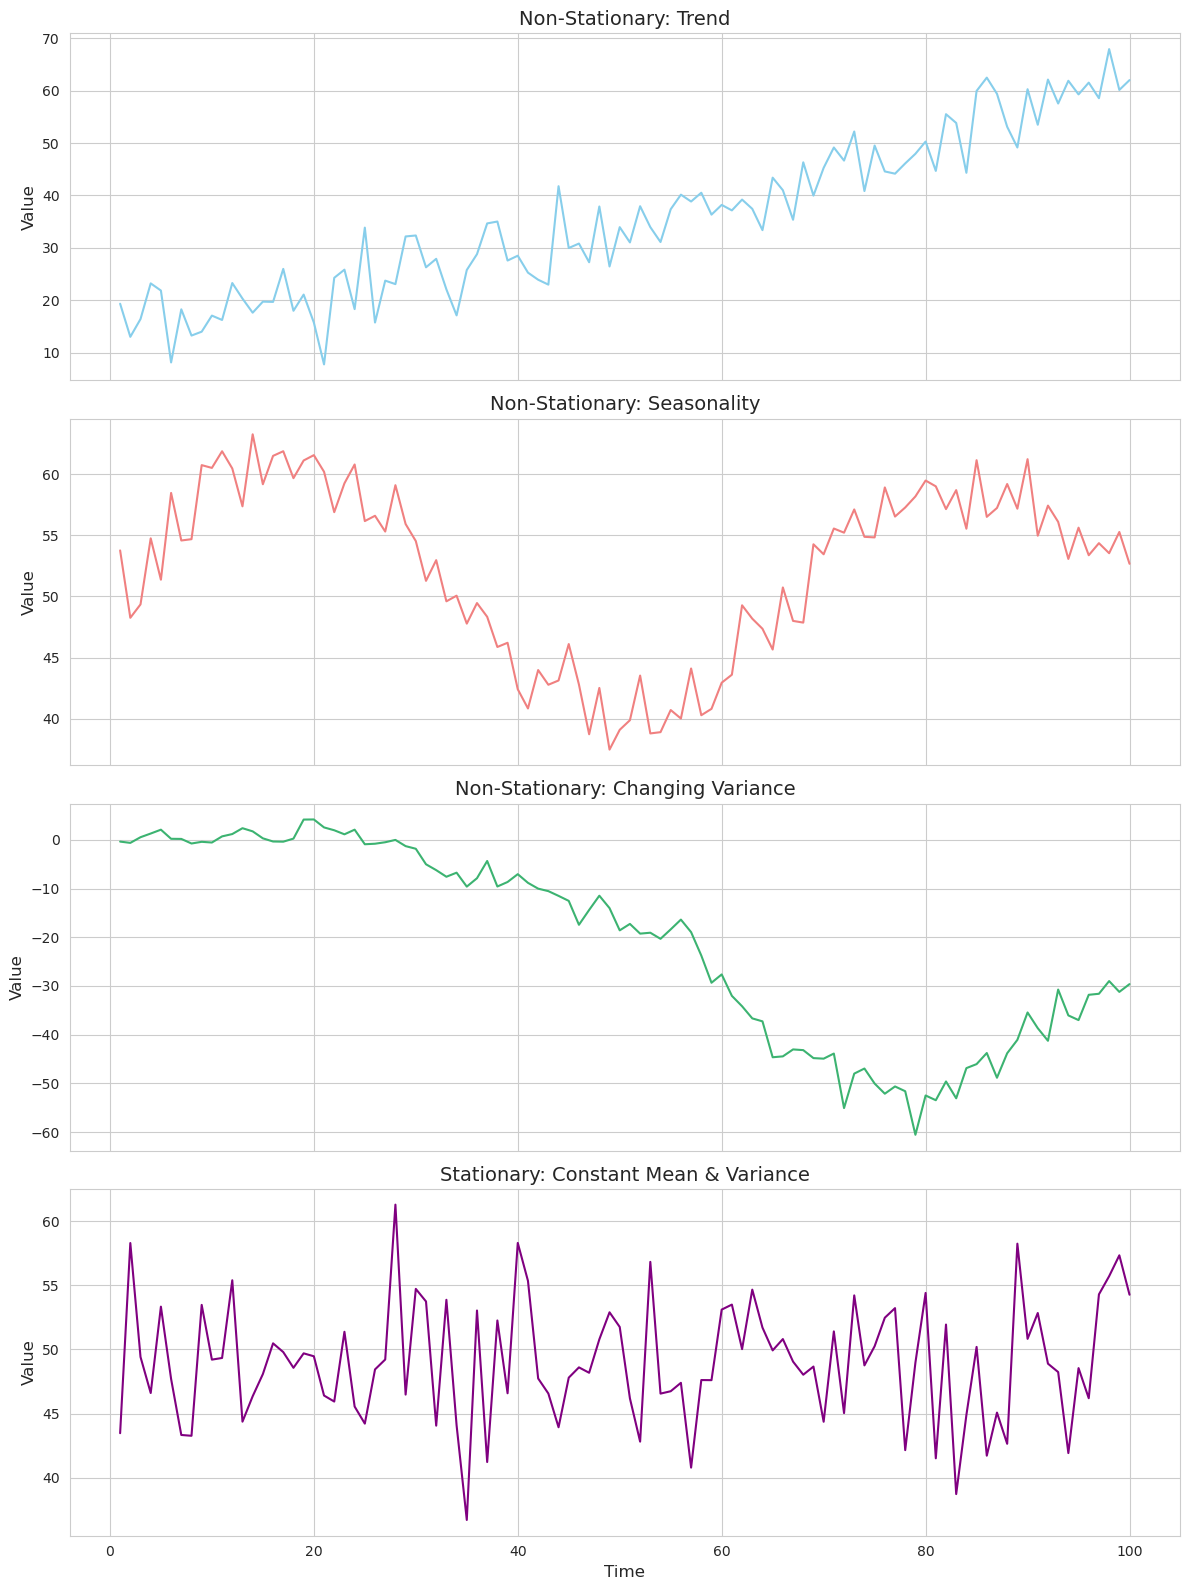 Non-Stationary: Trend
Value
70
60
50
40
30
20
10
Non-Stationary: Seasonality
Value
60
55
50
45
40
Non-Stationary: Changing Variance
Value
0
−10
−20
−30
−40
−50
−60
Stationary: Constant Mean & Variance
Value
60
55
50
45
40
0 20 40 60 80 100
Time